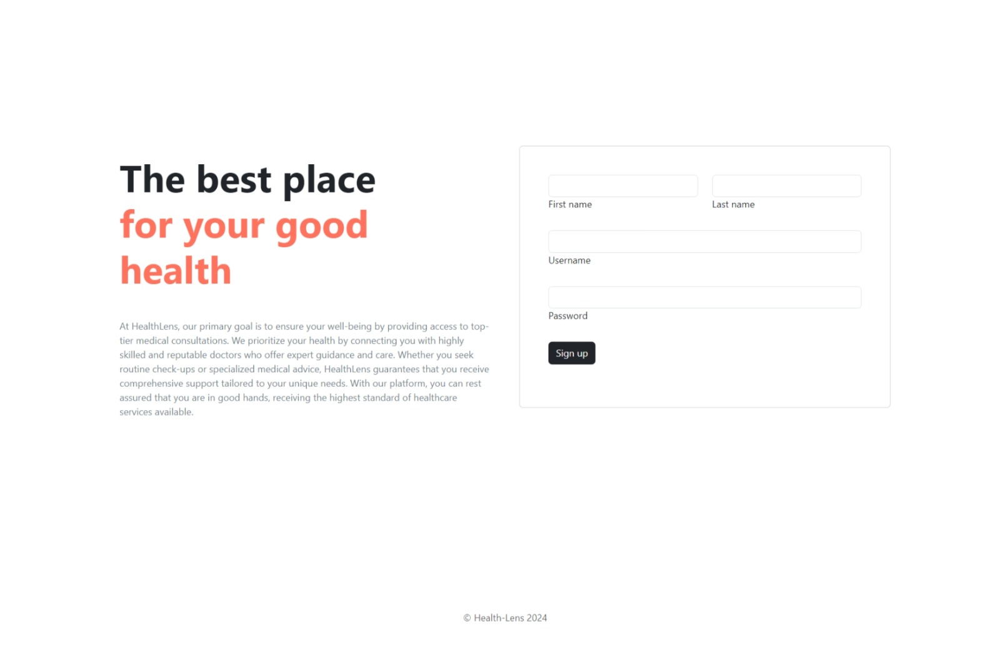 The best place
for your good
health
At HealthLens, our primary goal is to ensure your well-being by providing access to top-
tier medical consultations. We prioritize your health by connecting you with highly
skilled and reputable doctors who offer expert guidance and care. Whether you seek
routine check-ups or specialized medical advice, HealthLens guarantees that you receive
comprehensive support tailored to your unique needs. With our platform, you can rest
assured that you are in good hands, receiving the highest standard of healthcare
services available.
First name
Last name
Username
Password
Sign up
© Health-Lens 2024